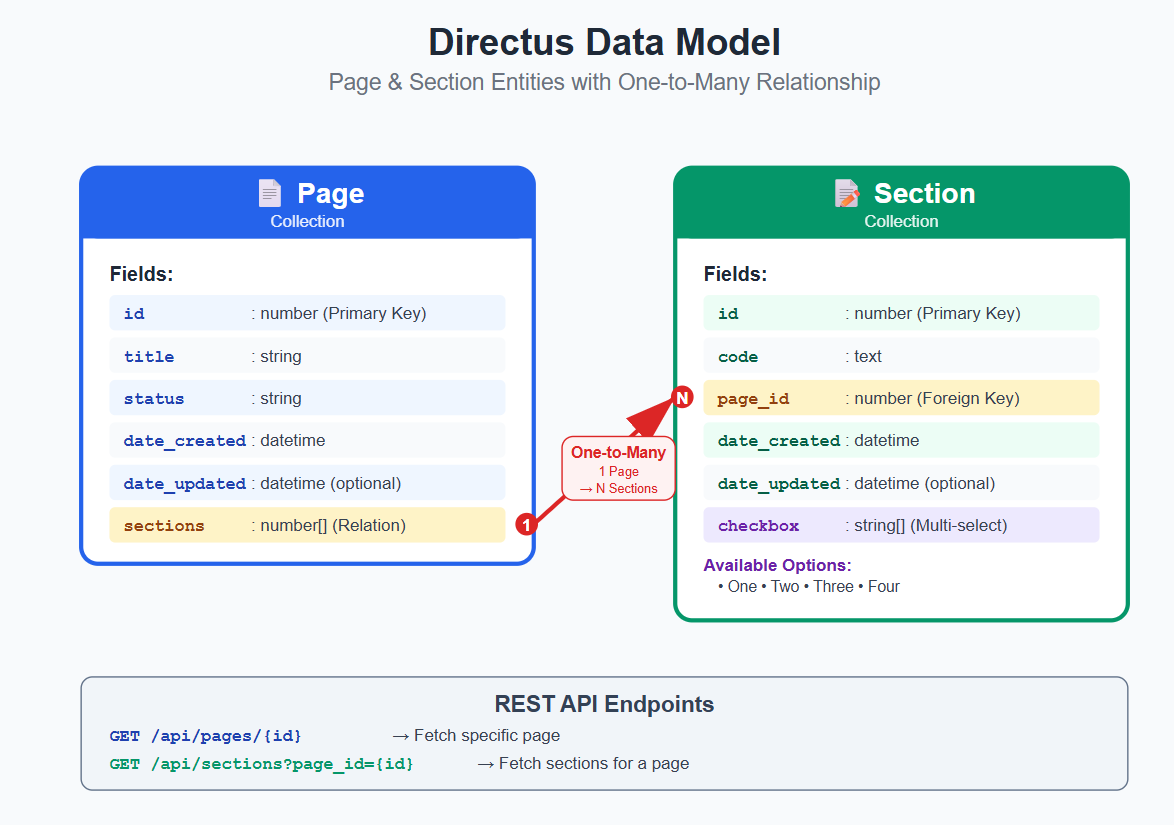 Directus Data Model
Page & Section Entities with One-to-Many Relationship
Page
Collection
Fields:
id : number (Primary Key)
title : string
status : string
date_created : datetime
date_updated : datetime (optional)
sections : number[] (Relation)
1
One-to-Many
1 Page
→ N Sections
N
Section
Collection
Fields:
id : number (Primary Key)
code : text
page_id : number (Foreign Key)
date_created : datetime
date_updated : datetime (optional)
checkbox : string[] (Multi-select)
Available Options:
• One • Two • Three • Four
REST API Endpoints
GET /api/pages/{id} → Fetch specific page
GET /api/sections?page_id={id} → Fetch sections for a page